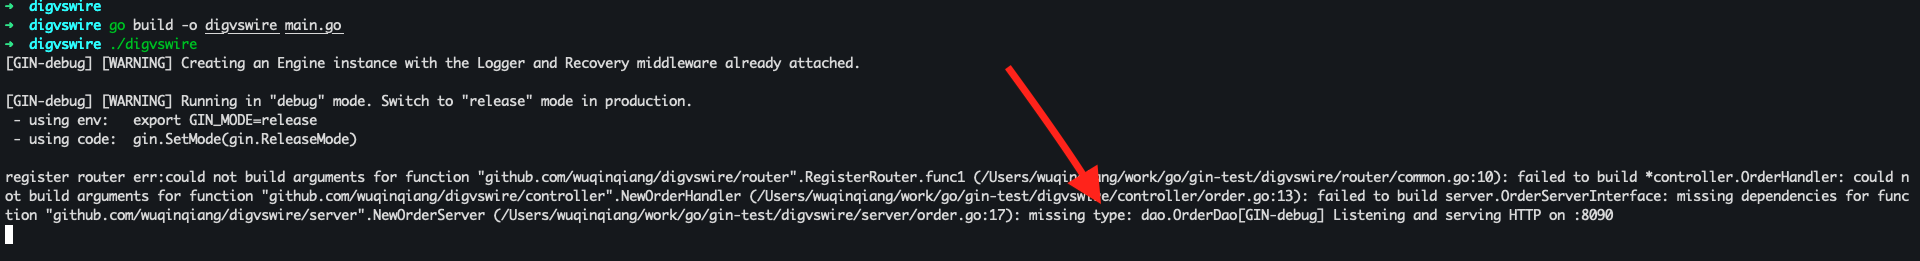 ➜  digvswire
➜  digvswire go build -o digvswire main.go
➜  digvswire ./digvswire
[GIN-debug] [WARNING] Creating an Engine instance with the Logger and Recovery middleware already attached.
[GIN-debug] [WARNING] Running in "debug" mode. Switch to "release" mode in production.
 - using env:   export GIN_MODE=release
 - using code:  gin.SetMode(gin.ReleaseMode)
register router err:could not build arguments for function "github.com/wuqinqiang/digvswire/router".RegisterRouter.func1 (/Users/wuqinqiang/work/go/gin-test/digvswire/router/common.go:10): failed to build *controller.OrderHandler: could n
ot build arguments for function "github.com/wuqinqiang/digvswire/controller".NewOrderHandler (/Users/wuqinqiang/work/go/gin-test/digvswire/controller/order.go:13): failed to build server.OrderServerInterface: missing dependencies for func
tion "github.com/wuqinqiang/digvswire/server".NewOrderServer (/Users/wuqinqiang/work/go/gin-test/digvswire/server/order.go:17): missing type: dao.OrderDao[GIN-debug] Listening and serving HTTP on :8090